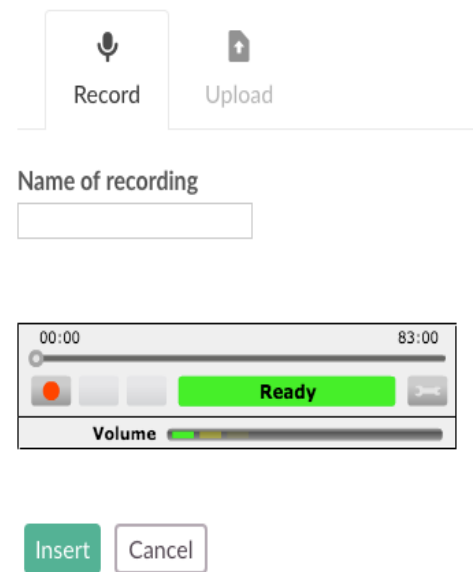 Record Upload
Name of recording
00:00 83:00
Ready
Volume
Insert Cancel